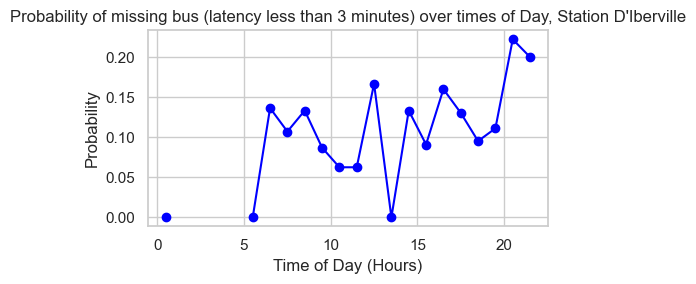 Probability of missing bus (latency less than 3 minutes) over times of Day, Station D'Iberville
0.20
0.15
0.10
0.05
0.00
Probability
0 5 10 15 20
Time of Day (Hours)